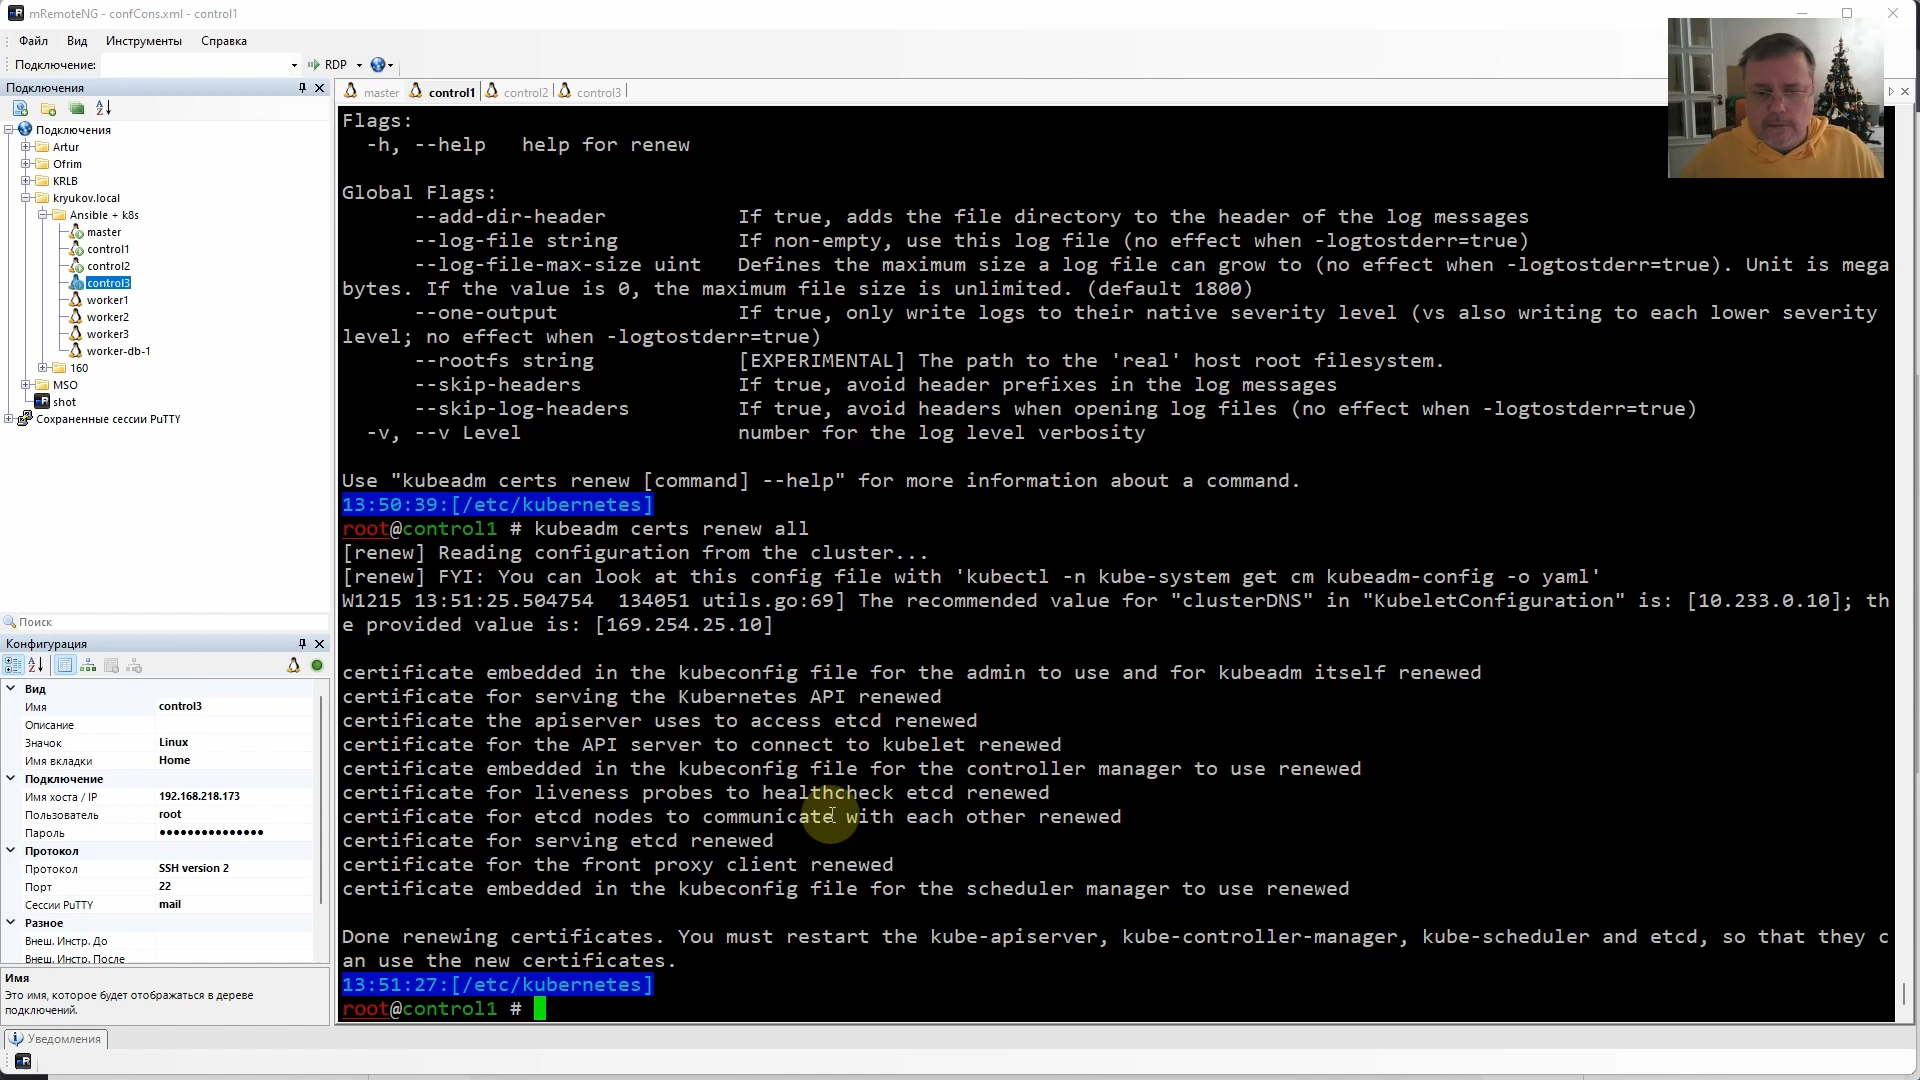 mRemoteNG - confCons.xml - control1
Файл Вид Инструменты Справка
Подключение: RDP
Подключения
Подключения
Artur
Ofrim
KRLB
kryukov.local
Ansible + k8s
master
control1
control2
control3
worker1
worker2
worker3
worker-db-1
160
MSO
shot
Сохраненные сессии PuTTY
Поиск
Конфигурация
Вид
Имя control3
Описание
Значок Linux
Имя вкладки Home
Подключение
Имя хоста / IP 192.168.218.173
Пользователь root
Пароль ●●●●●●●●●●●●●●●
Протокол
Протокол SSH version 2
Порт 22
Сессии PuTTY mail
Разное
Внеш. Инстр. До
Внеш. Инстр. После
Имя
Это имя, которое будет отображаться в дереве
подключений.
Уведомления
master control1 control2 control3
Flags:
-h, --help help for renew
Global Flags:
--add-dir-header If true, adds the file directory to the header of the log messages
--log-file string If non-empty, use this log file (no effect when -logtostderr=true)
--log-file-max-size uint Defines the maximum size a log file can grow to (no effect when -logtostderr=true). Unit is mega
bytes. If the value is 0, the maximum file size is unlimited. (default 1800)
--one-output If true, only write logs to their native severity level (vs also writing to each lower severity
level; no effect when -logtostderr=true)
--rootfs string [EXPERIMENTAL] The path to the 'real' host root filesystem.
--skip-headers If true, avoid header prefixes in the log messages
--skip-log-headers If true, avoid headers when opening log files (no effect when -logtostderr=true)
-v, --v Level number for the log level verbosity
Use "kubeadm certs renew [command] --help" for more information about a command.
13:50:39:[/etc/kubernetes]
root@control1 # kubeadm certs renew all
[renew] Reading configuration from the cluster...
[renew] FYI: You can look at this config file with 'kubectl -n kube-system get cm kubeadm-config -o yaml'
W1215 13:51:25.504754 134051 utils.go:69] The recommended value for "clusterDNS" in "KubeletConfiguration" is: [10.233.0.10]; th
e provided value is: [169.254.25.10]
certificate embedded in the kubeconfig file for the admin to use and for kubeadm itself renewed
certificate for serving the Kubernetes API renewed
certificate the apiserver uses to access etcd renewed
certificate for the API server to connect to kubelet renewed
certificate embedded in the kubeconfig file for the controller manager to use renewed
certificate for liveness probes to healthcheck etcd renewed
certificate for etcd nodes to communicate with each other renewed
certificate for serving etcd renewed
certificate for the front proxy client renewed
certificate embedded in the kubeconfig file for the scheduler manager to use renewed
Done renewing certificates. You must restart the kube-apiserver, kube-controller-manager, kube-scheduler and etcd, so that they c
an use the new certificates.
13:51:27:[/etc/kubernetes]
root@control1 #